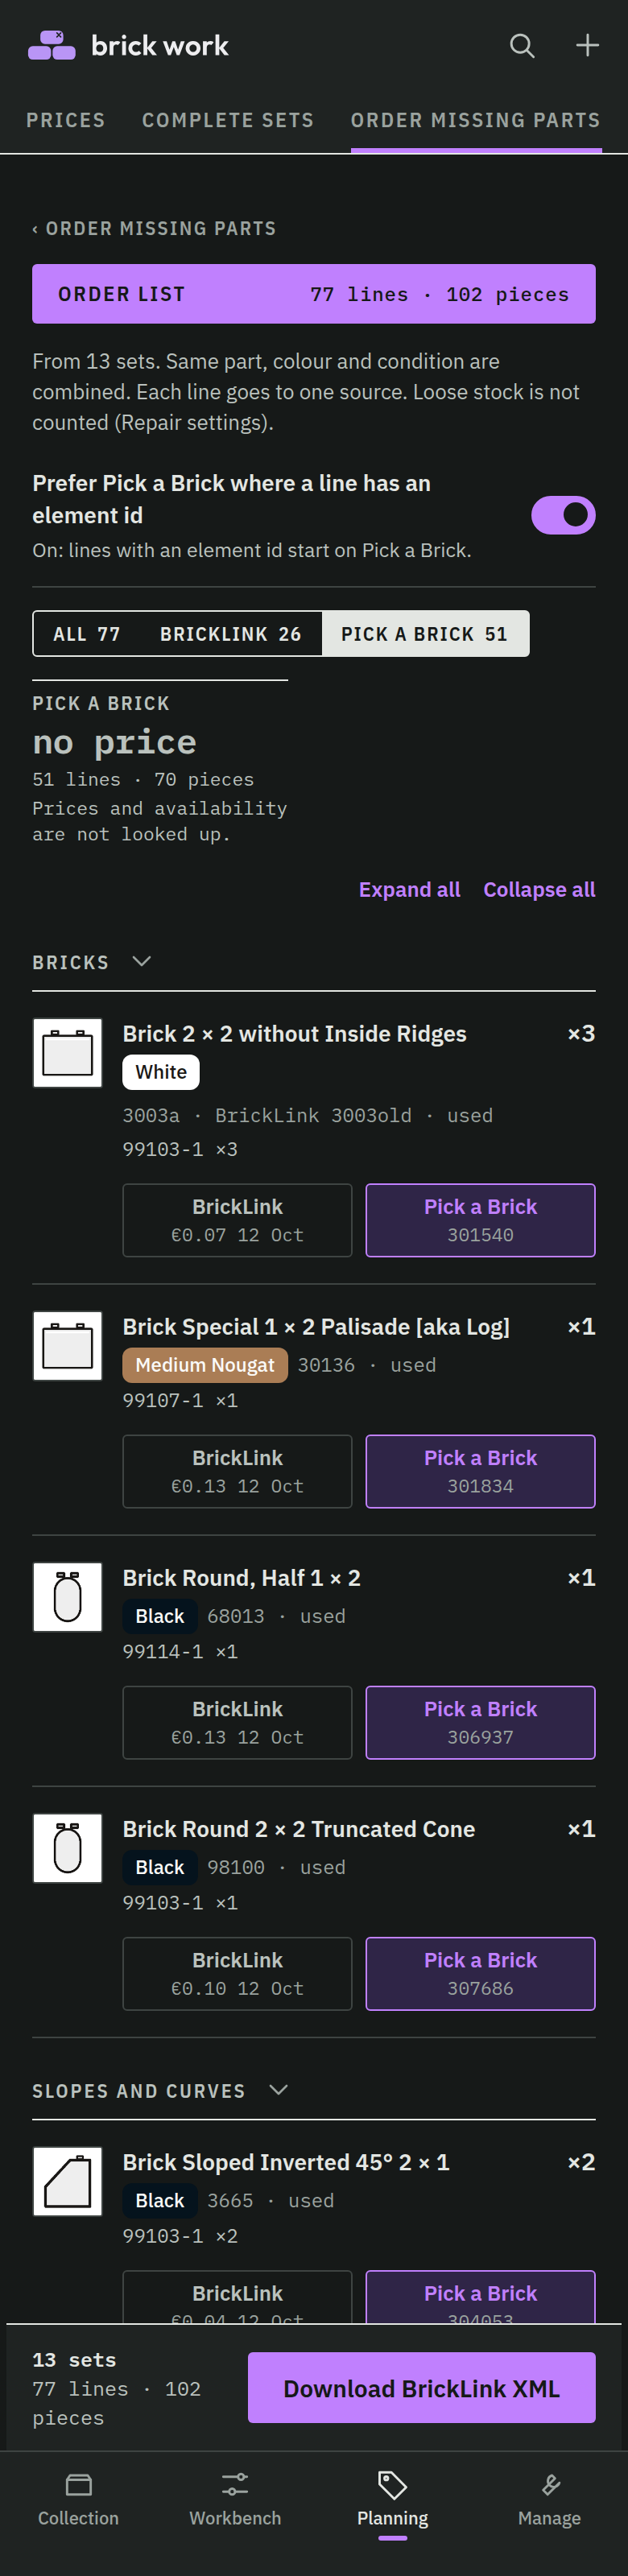 brick work
PRICES COMPLETE SETS ORDER MISSING PARTS
‹ ORDER MISSING PARTS
ORDER LIST 77 lines · 102 pieces
From 13 sets. Same part, colour and condition are
combined. Each line goes to one source. Loose stock is not
counted (Repair settings).
Prefer Pick a Brick where a line has an
element id
On: lines with an element id start on Pick a Brick.
ALL 77 BRICKLINK 26 PICK A BRICK 51
PICK A BRICK
no price
51 lines · 70 pieces
Prices and availability
are not looked up.
Expand all Collapse all
BRICKS
Brick 2 × 2 without Inside Ridges ×3
White
3003a · BrickLink 3003old · used
99103-1 ×3
BrickLink Pick a Brick
€0.07 12 Oct 301540
Brick Special 1 × 2 Palisade [aka Log] ×1
Medium Nougat 30136 · used
99107-1 ×1
BrickLink Pick a Brick
€0.13 12 Oct 301834
Brick Round, Half 1 × 2 ×1
Black 68013 · used
99114-1 ×1
BrickLink Pick a Brick
€0.13 12 Oct 306937
Brick Round 2 × 2 Truncated Cone ×1
Black 98100 · used
99103-1 ×1
BrickLink Pick a Brick
€0.10 12 Oct 307686
SLOPES AND CURVES
Brick Sloped Inverted 45° 2 × 1 ×2
Black 3665 · used
99103-1 ×2
BrickLink Pick a Brick
€0.04 12 Oct 304053
13 sets
77 lines · 102
pieces
Download BrickLink XML
Collection Workbench Planning Manage